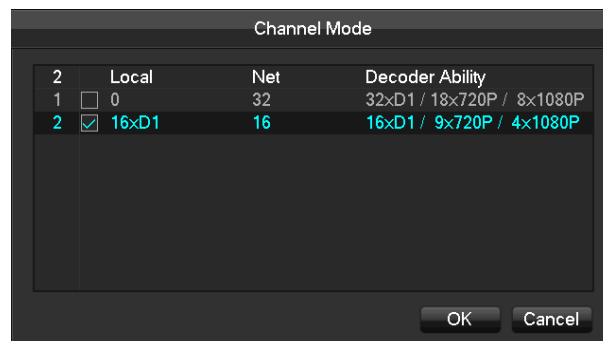 Channel Mode
2 Local Net Decoder Ability
1 0 32 32xD1 / 18x720P / 8x1080P
2 16xD1 16 16xD1 / 9x720P / 4x1080P
OK Cancel